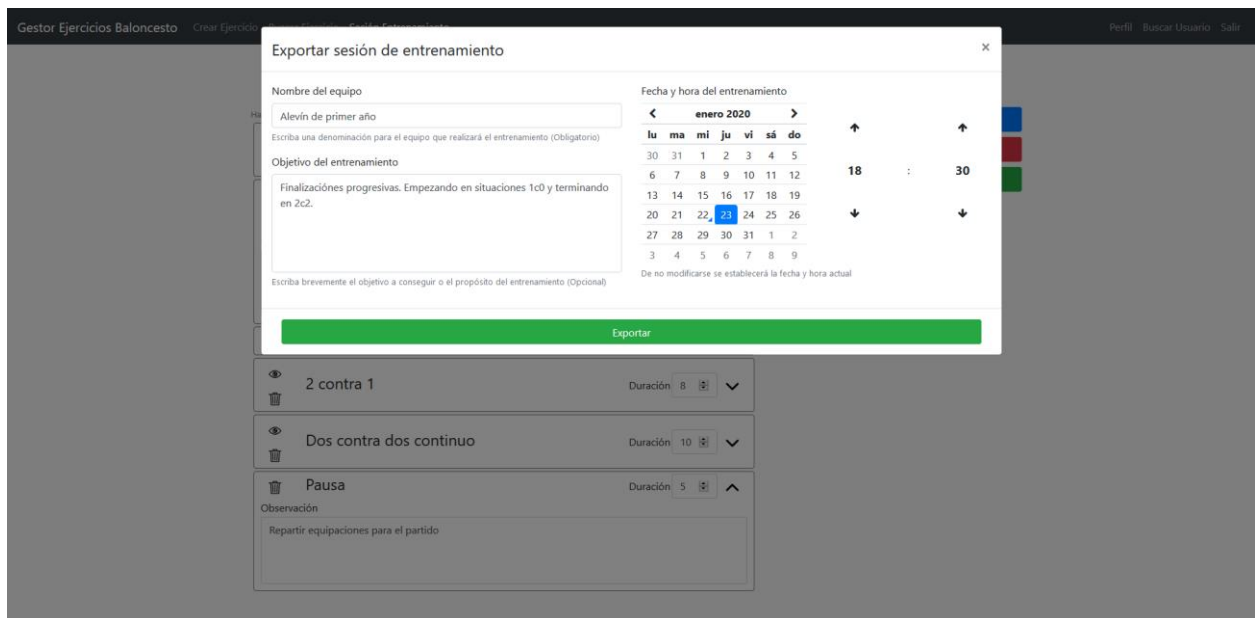 Gestor Ejercicios Baloncesto Crear Ejercicio Sesión Entrenamiento Perfil Buscar Usuario Salir
Exportar sesión de entrenamiento ×
Nombre del equipo
Alevín de primer año
Escriba una denominación para el equipo que realizará el entrenamiento (Obligatorio)
Objetivo del entrenamiento
Finalizaciónes progresivas. Empezando en situaciones 1c0 y terminando
en 2c2.
Escriba brevemente el objetivo a conseguir o el propósito del entrenamiento (Opcional)
Fecha y hora del entrenamiento
enero 2020
lu ma mi ju vi sá do
30 31 1 2 3 4 5
6 7 8 9 10 11 12
13 14 15 16 17 18 19
20 21 22 23 24 25 26
27 28 29 30 31 1 2
3 4 5 6 7 8 9
18 : 30
De no modificarse se establecerá la fecha y hora actual
Exportar
2 contra 1 Duración 8
Dos contra dos continuo Duración 10
Pausa Duración 5
Observación
Repartir equipaciones para el partido